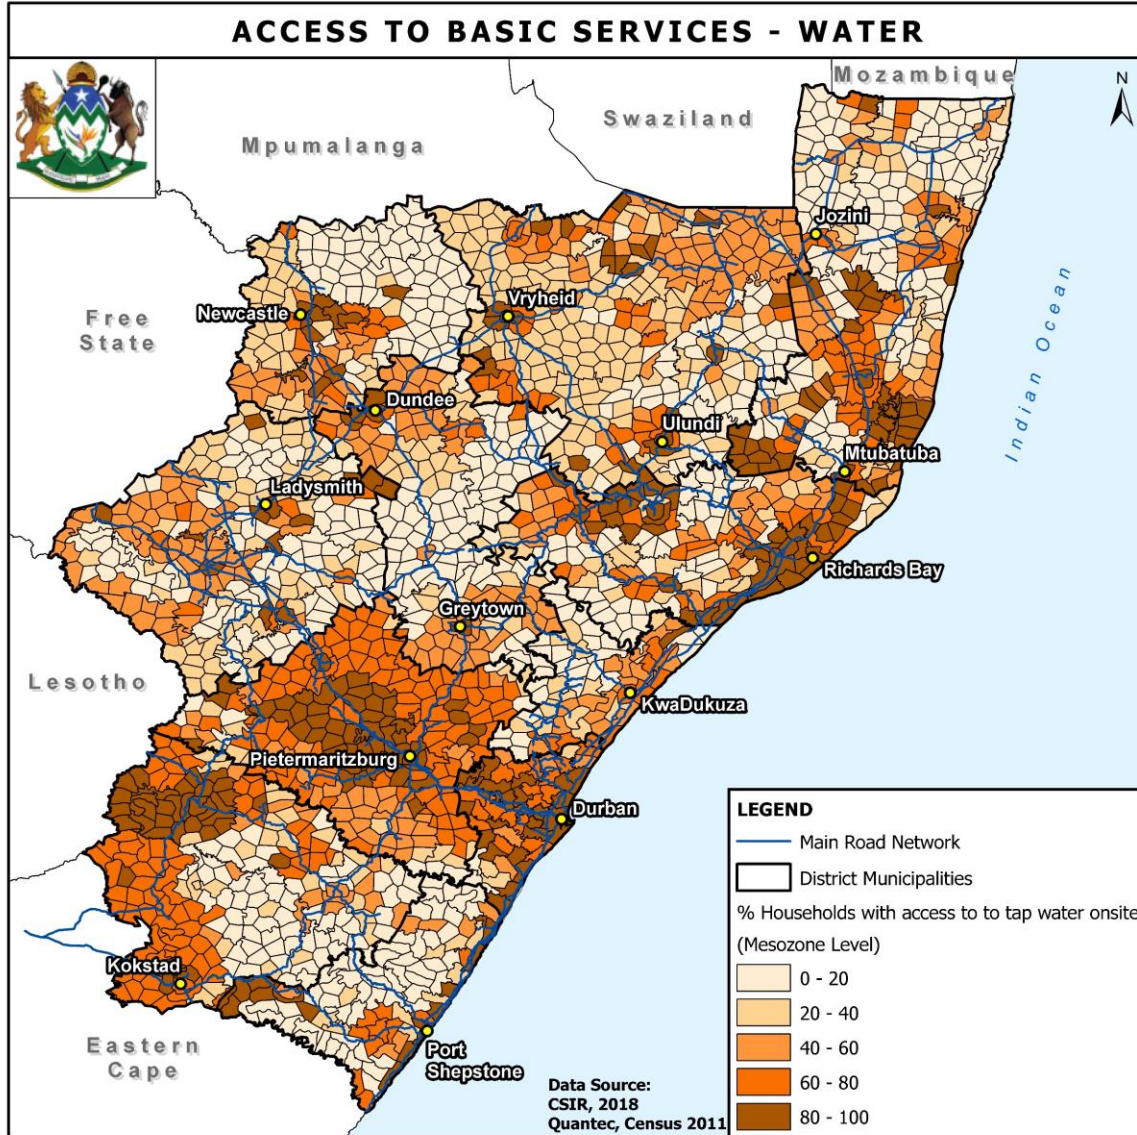 ACCESS TO BASIC SERVICES - WATER
Mozambique
N
Swaziland
Mpumalanga
Jozini
Free
State
Newcastle
Vryheid
Indian Ocean
Dundee
Ulundi
Mtubatuba
Ladysmith
Richards Bay
Greytown
Lesotho
KwaDukuza
Pietermaritzburg
Durban
Kokstad
Eastern
Cape
Port
Shepstone
Data Source:
CSIR, 2018
Quantec, Census 2011
LEGEND
Main Road Network
District Municipalities
% Households with access to to tap water onsite
(Mesozone Level)
0 - 20
20 - 40
40 - 60
60 - 80
80 - 100